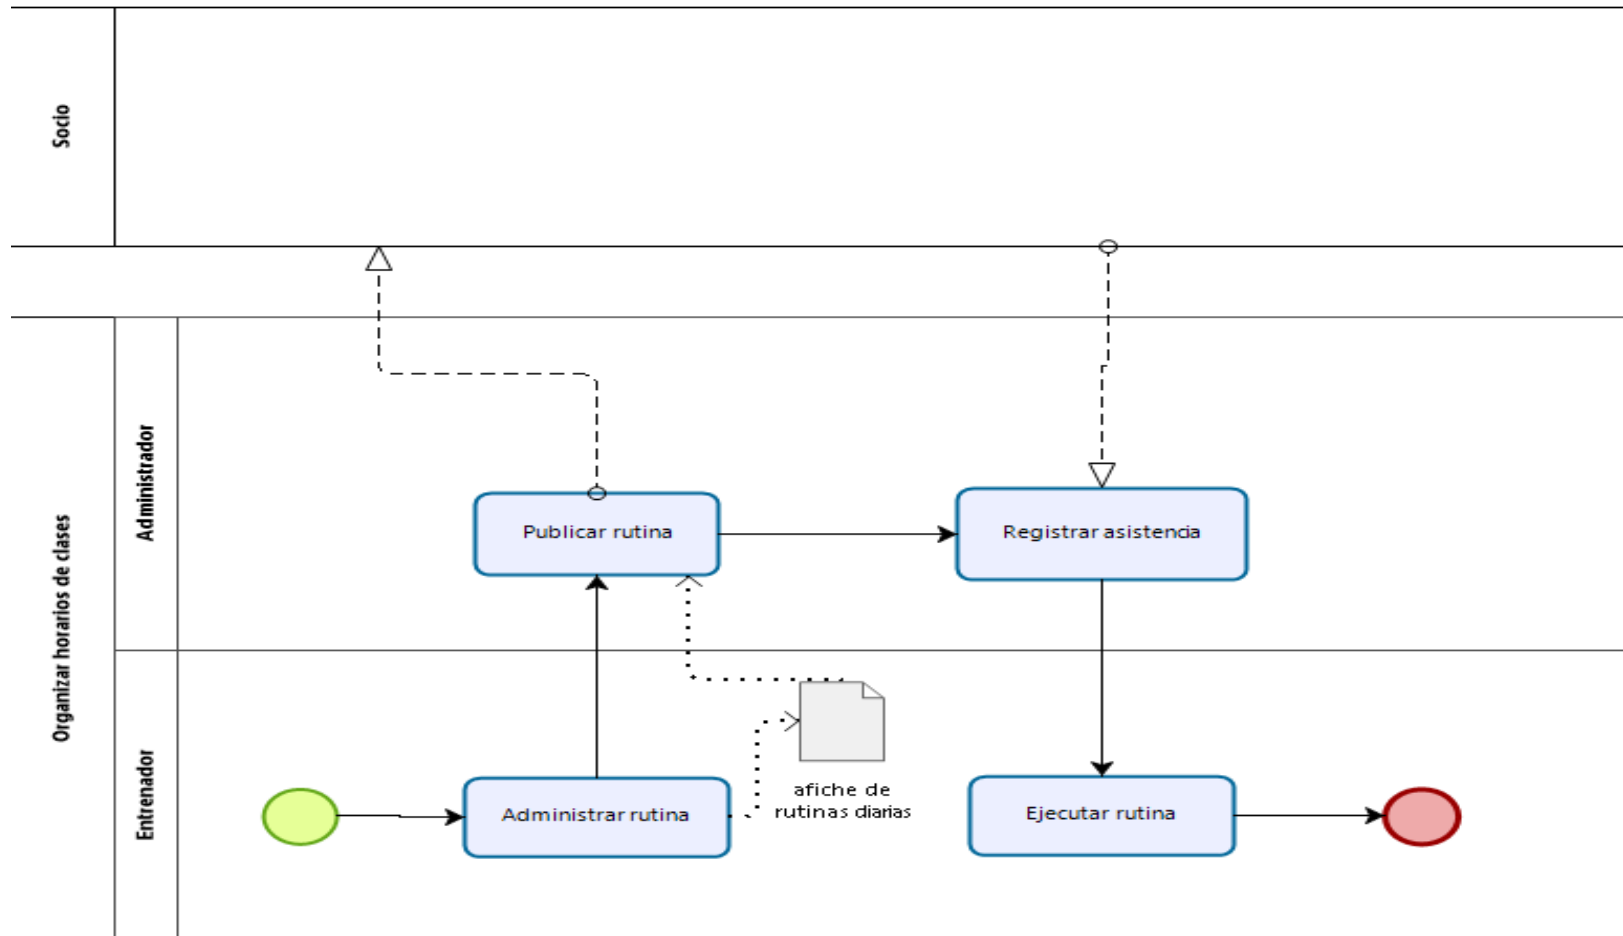 Socio
Organizar horarios de clases
Administrador
Publicar rutina
Registrar asistencia
Entrenador
Administrar rutina
afiche de
rutinas diarias
Ejecutar rutina